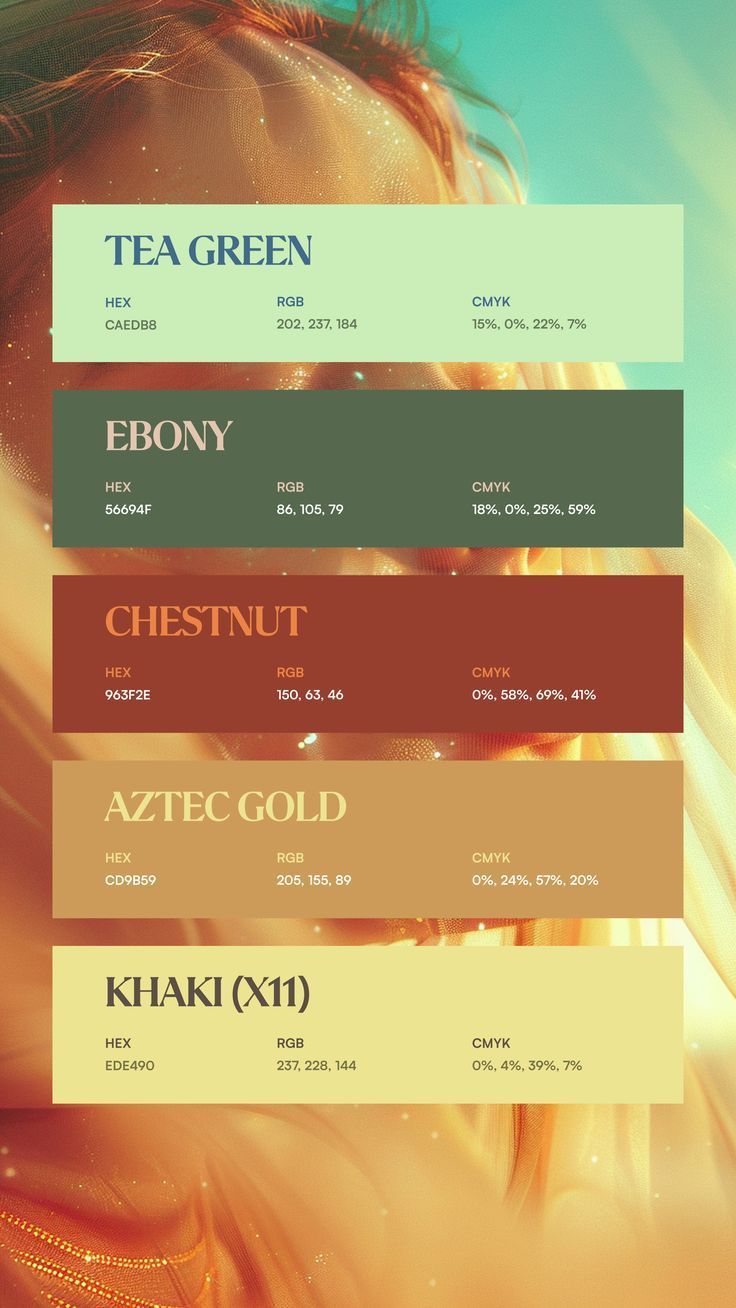 TEA GREEN
HEX RGB CMYK
CAEDB8 202, 237, 184 15%, 0%, 22%, 7%
EBONY
HEX RGB CMYK
56694F 86, 105, 79 18%, 0%, 25%, 59%
CHESTNUT
HEX RGB CMYK
963F2E 150, 63, 46 0%, 58%, 69%, 41%
AZTEC GOLD
HEX RGB CMYK
CD9B59 205, 155, 89 0%, 24%, 57%, 20%
KHAKI (X11)
HEX RGB CMYK
EDE490 237, 228, 144 0%, 4%, 39%, 7%